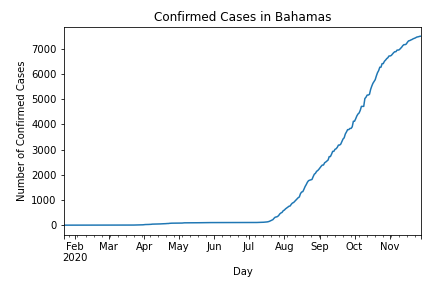 Confirmed Cases in Bahamas
Number of Confirmed Cases
7000
6000
5000
4000
3000
2000
1000
0
Feb Mar Apr May Jun Jul Aug Sep Oct Nov
2020
Day